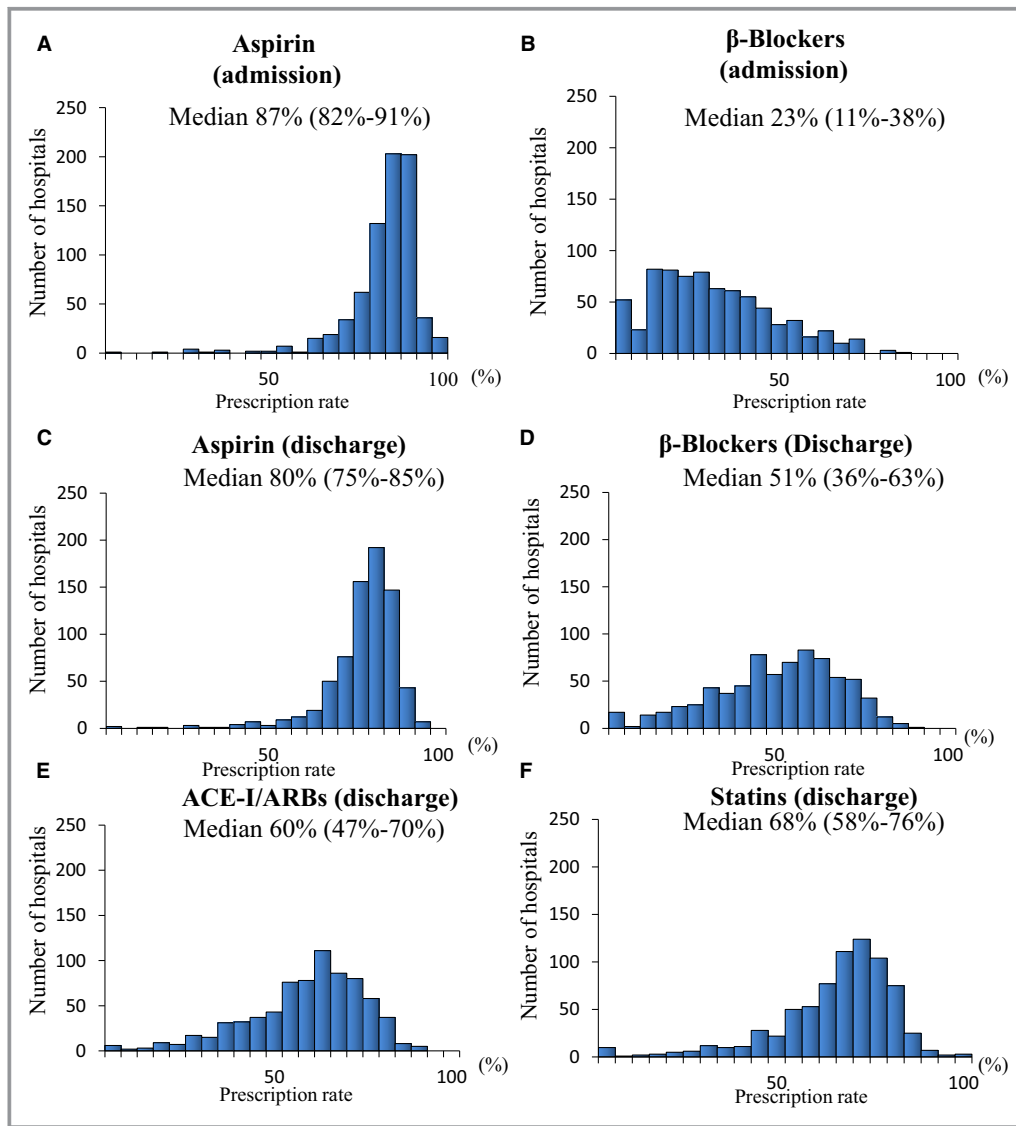 A
Aspirin
(admission)
Median 87% (82%-91%)
250
200
150
100
50
0
Number of hospitals
50
100
(%)
Prescription rate
B
β-Blockers
(admission)
Median 23% (11%-38%)
250
200
150
100
50
0
Number of hospitals
50
100
(%)
Prescription rate
C
Aspirin (discharge)
Median 80% (75%-85%)
250
200
150
100
50
0
Number of hospitals
50
100
(%)
Prescription rate
D
β-Blockers (Discharge)
Median 51% (36%-63%)
250
200
150
100
50
0
Number of hospitals
50
100
(%)
Prescription rate
E
ACE-I/ARBs (discharge)
Median 60% (47%-70%)
250
200
150
100
50
0
Number of hospitals
50
100
(%)
Prescription rate
F
Statins (discharge)
Median 68% (58%-76%)
250
200
150
100
50
0
Number of hospitals
50
100
(%)
Prescription rate